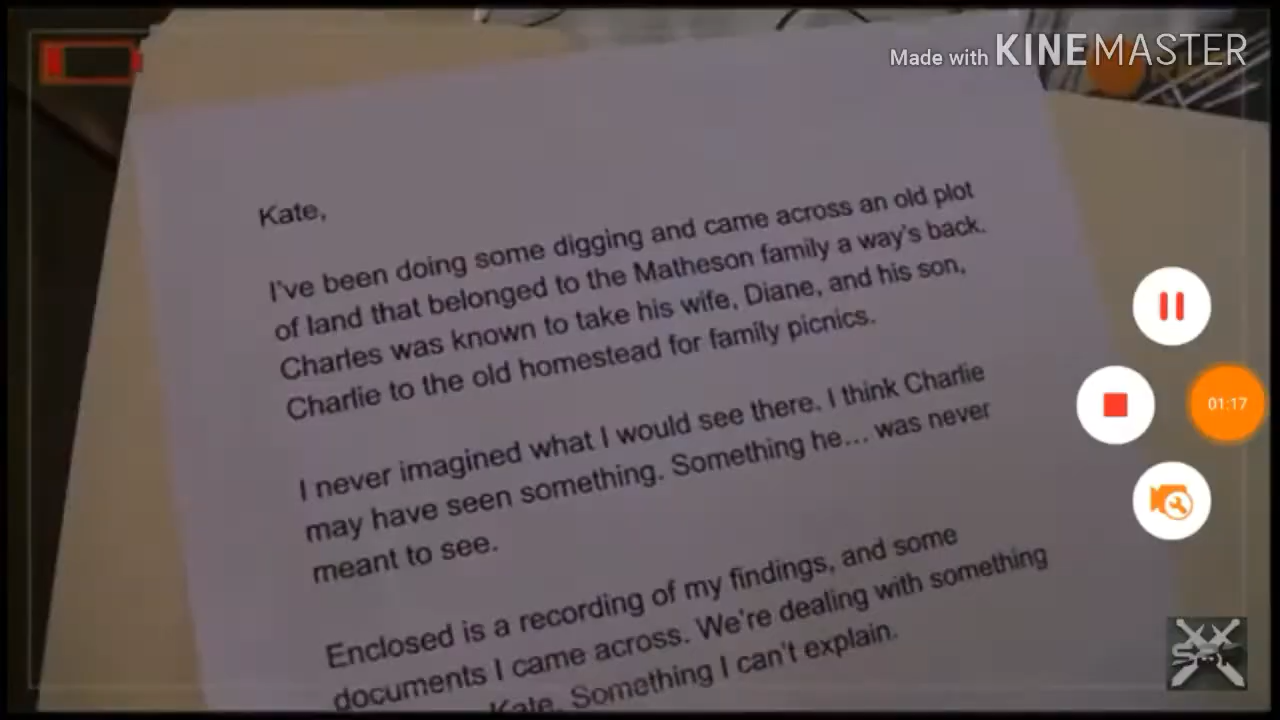 Made with KINEMASTER
Kate,
I've been doing some digging and came across an old plot
of land that belonged to the Matheson family a way's back.
Charles was known to take his wife, Diane, and his son,
Charlie to the old homestead for family picnics.
I never imagined what I would see there. I think Charlie
may have seen something. Something he... was never
meant to see.
01:17
Enclosed is a recording of my findings, and some
documents I came across. We're dealing with something
Kate. Something I can't explain.